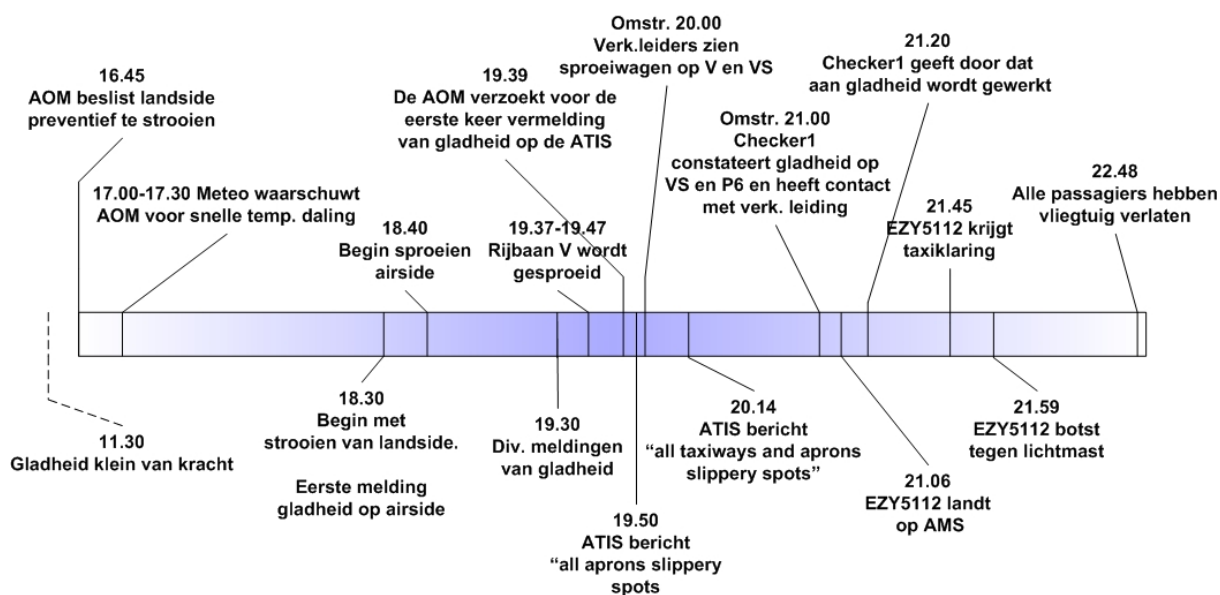 16.45
AOM beslist landside
preventief te strooien
17.00-17.30 Meteo waarschuwt
AOM voor snelle temp. daling
18.40
Begin sproeien
airside
19.39
De AOM verzoekt voor de
eerste keer vermelding
van gladheid op de ATIS
19.37-19.47
Rijbaan V wordt
gesproeid
Omstr. 20.00
Verk.leiders zien
sproeiwagen op V en VS
Omstr. 21.00
Checker1
constateert gladheid op
VS en P6 en heeft contact
met verk. leiding
21.20
Checker1 geeft door dat
aan gladheid wordt gewerkt
21.45
EZY5112 krijgt
taxiklaring
22.48
Alle passagiers hebben
vliegtuig verlaten
11.30
Gladheid klein van kracht
18.30
Begin met
strooien van landside.
Eerste melding
gladheid op airside
19.30
Div. meldingen
van gladheid
19.50
ATIS bericht
“all aprons slippery
spots
20.14
ATIS bericht
“all taxiways and aprons
slippery spots”
21.06
EZY5112 landt
op AMS
21.59
EZY5112 botst
tegen lichtmast